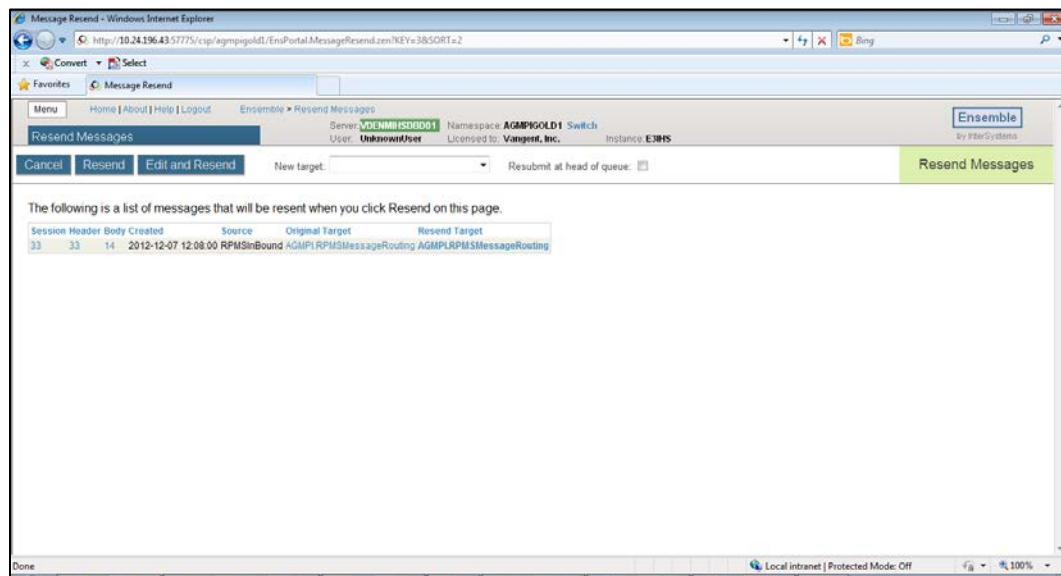 Message Resend - Windows Internet Explorer
http://10.24.196.43:57775/csp/agmpigold1/EnsPortal.MessageResend.zen?KEY=38&SORT=2
Bing
x Convert Select
Favorites Message Resend
Menu Home | About | Help | Logout Ensemble > Resend Messages
Server: VDENMIHSDBD01 Namespace: AGMPIGOLD1 Switch
Ensemble
Resend Messages User: UnknownUser Licensed to: Vangent, Inc. Instance: E3IHS by InterSystems
Cancel Resend Edit and Resend New target: Resubmit at head of queue: Resend Messages
The following is a list of messages that will be resent when you click Resend on this page.
Session Header Body Created Source Original Target Resend Target
33 33 14 2012-12-07 12:08:00 RPMSInBound AGMPI.RPMSMessageRouting AGMPI.RPMSMessageRouting
Done Local intranet | Protected Mode: Off 100%